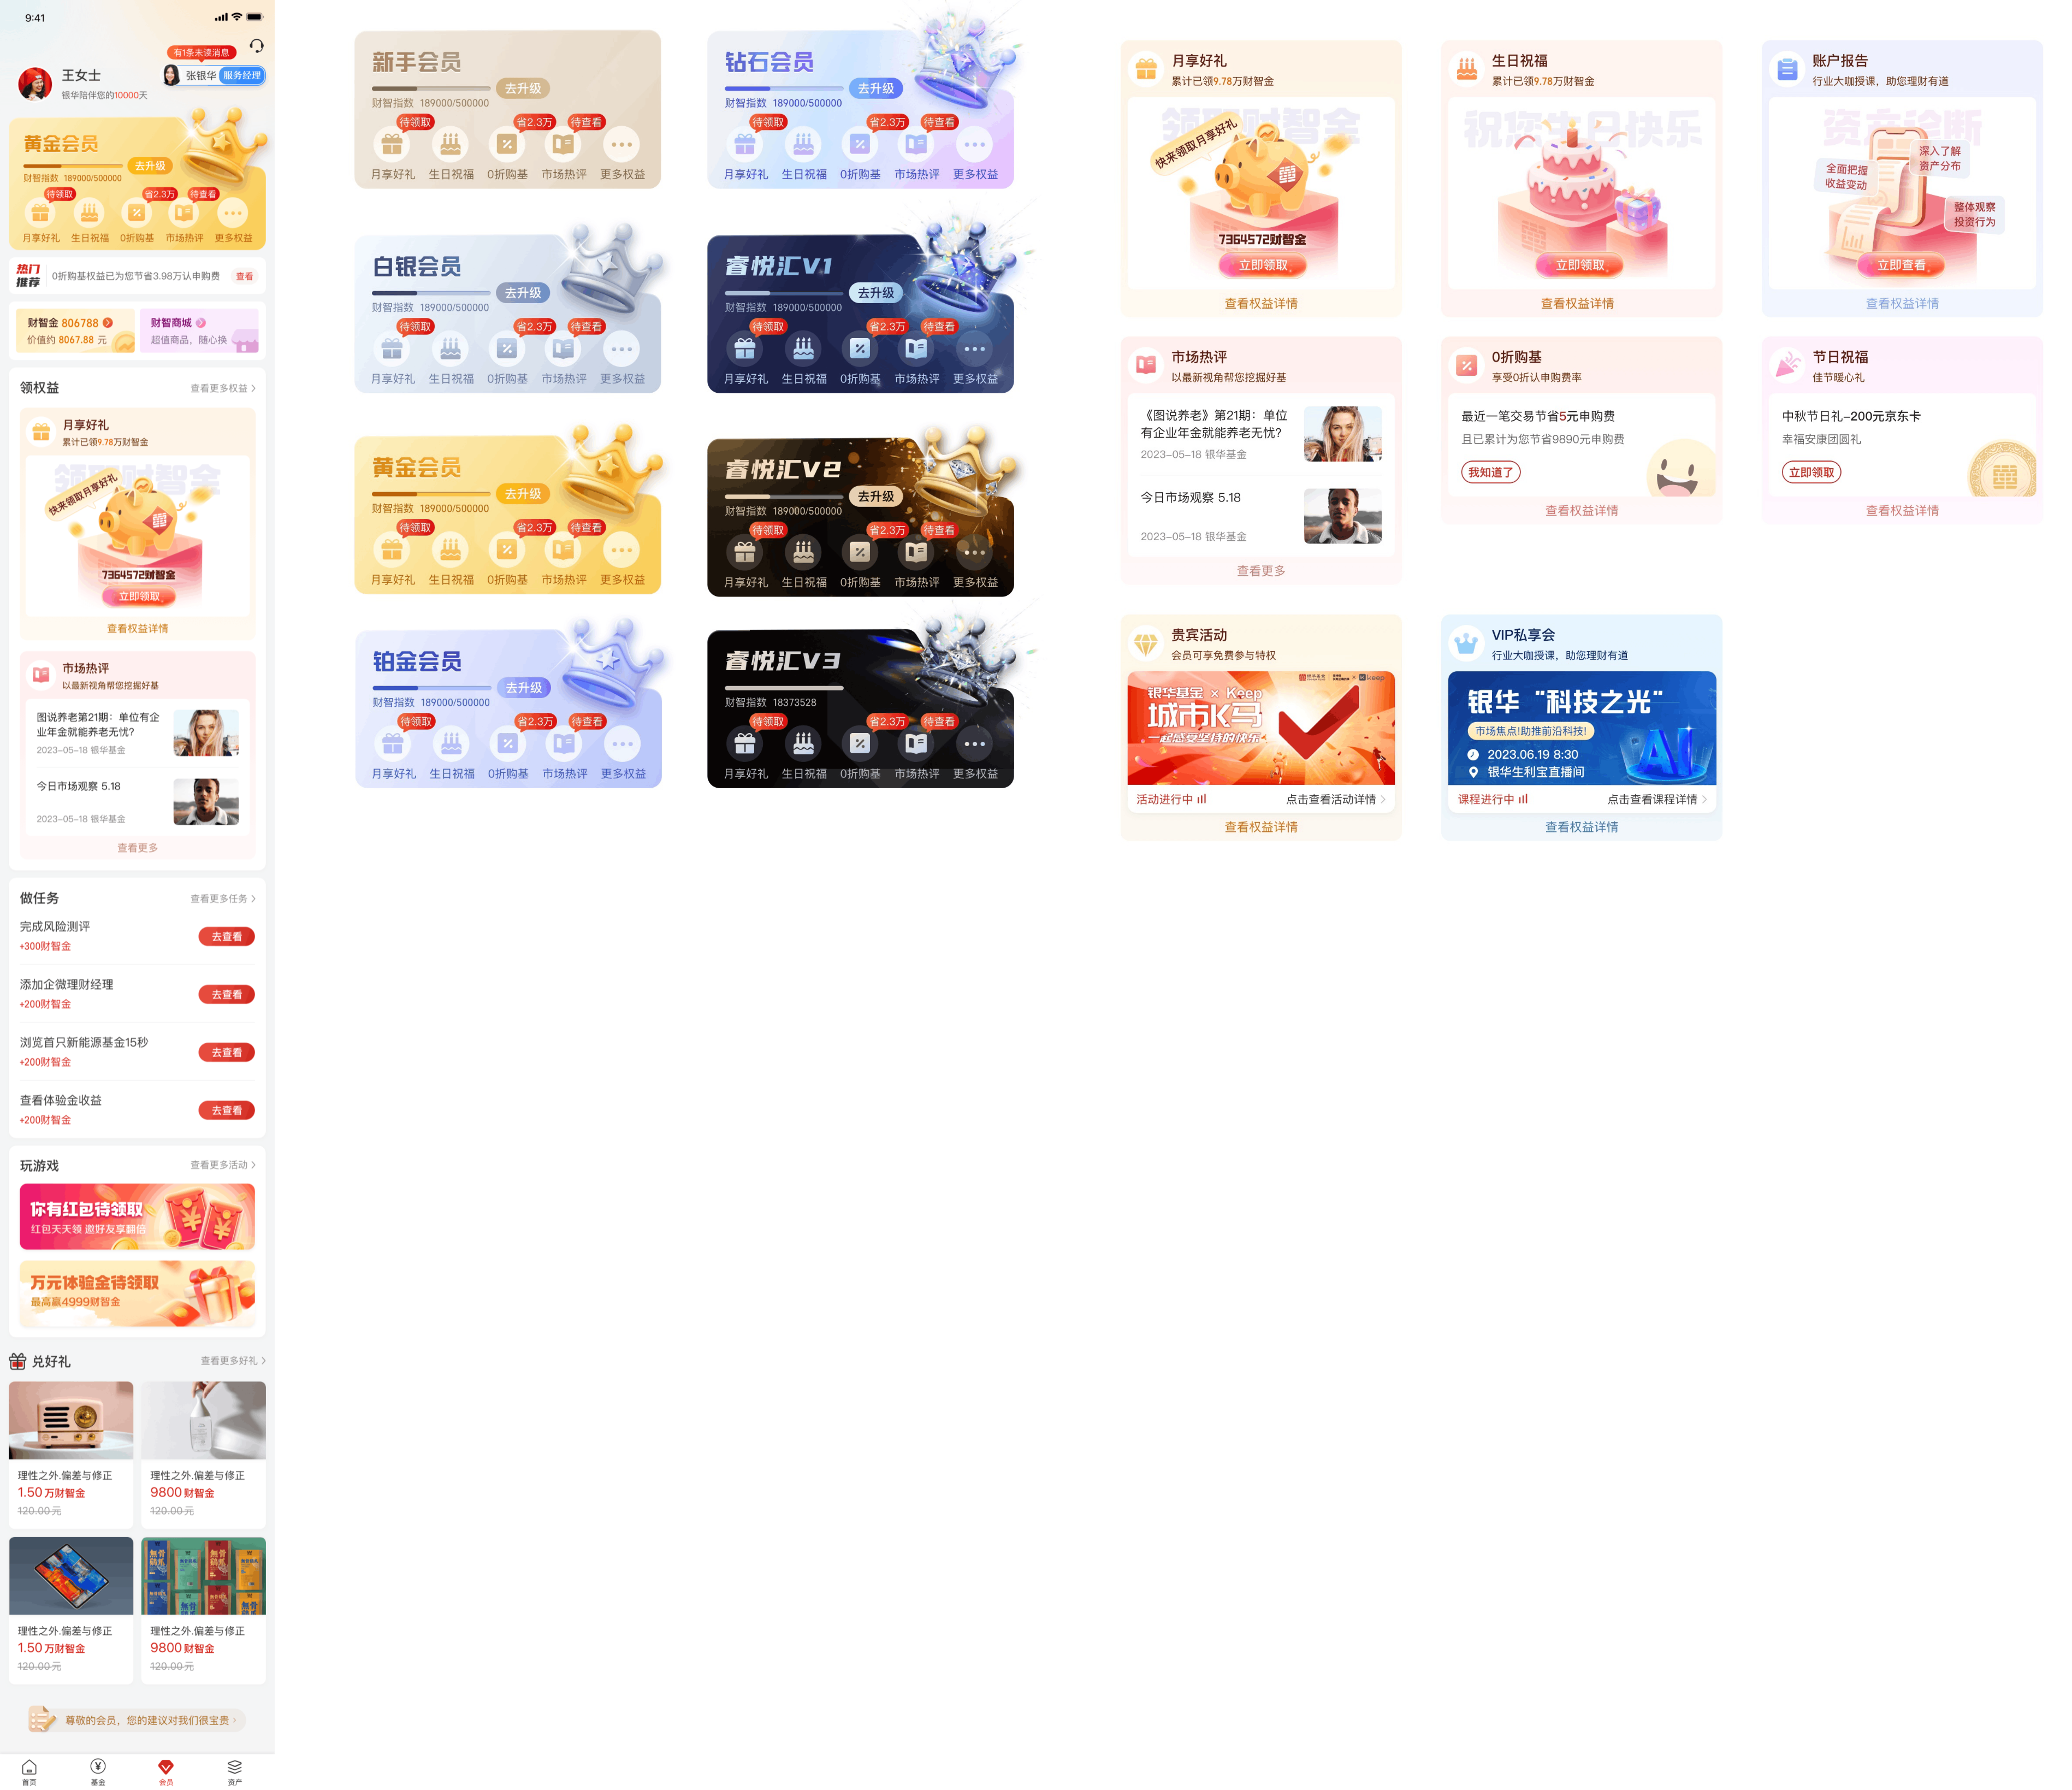 9:41
有1条未读消息
王女士
张银华 服务经理
银华陪伴您的10000天
黄金会员
去升级
财智指数 189000/500000
待领取 省2.3万 待查看
月享好礼 生日祝福 0折购基 市场热评 更多权益
热门推荐
0折购基权益已为您节省3.98万认申购费 查看
财智金 806788
价值约 8067.88 元
财智商城
超值商品，随心换
领权益 查看更多权益
月享好礼
累计已领9.78万财智金
领取财智金
快来领取月享好礼
7364572财智金
立即领取
查看权益详情
市场热评
以最新视角帮您挖掘好基
图说养老第21期：单位有企
业年金就能养老无忧?
2023-05-18 银华基金
今日市场观察 5.18
2023-05-18 银华基金
查看更多
做任务 查看更多任务
完成风险测评
+300财智金
去查看
添加企微理财经理
+200财智金
去查看
浏览首只新能源基金15秒
+200财智金
去查看
查看体验金收益
+200财智金
去查看
玩游戏 查看更多活动
你有红包待领取
红包天天领 邀好友享翻倍
万元体验金待领取
最高赢4999财智金
兑好礼 查看更多好礼
理性之外.偏差与修正
1.50万财智金
120.00元
理性之外.偏差与修正
9800财智金
120.00元
理性之外.偏差与修正
1.50万财智金
120.00元
理性之外.偏差与修正
9800财智金
120.00元
尊敬的会员，您的建议对我们很宝贵
首页 基金 会员 资产
新手会员
去升级
财智指数 189000/500000
待领取 省2.3万 待查看
月享好礼 生日祝福 0折购基 市场热评 更多权益
钻石会员
去升级
财智指数 189000/500000
待领取 省2.3万 待查看
月享好礼 生日祝福 0折购基 市场热评 更多权益
白银会员
去升级
财智指数 189000/500000
待领取 省2.3万 待查看
月享好礼 生日祝福 0折购基 市场热评 更多权益
睿悦汇V1
去升级
财智指数 189000/500000
待领取 省2.3万 待查看
月享好礼 生日祝福 0折购基 市场热评 更多权益
黄金会员
去升级
财智指数 189000/500000
待领取 省2.3万 待查看
月享好礼 生日祝福 0折购基 市场热评 更多权益
睿悦汇V2
去升级
财智指数 189000/500000
待领取 省2.3万 待查看
月享好礼 生日祝福 0折购基 市场热评 更多权益
铂金会员
去升级
财智指数 189000/500000
待领取 省2.3万 待查看
月享好礼 生日祝福 0折购基 市场热评 更多权益
睿悦汇V3
财智指数 18373528
待领取 省2.3万 待查看
月享好礼 生日祝福 0折购基 市场热评 更多权益
月享好礼
累计已领9.78万财智金
领取财智金
快来领取月享好礼
7364572财智金
立即领取
查看权益详情
生日祝福
累计已领9.78万财智金
祝您生日快乐
立即领取
查看权益详情
账户报告
行业大咖授课，助您理财有道
资产诊断
深入了解
资产分布
全面把握
收益变动
整体观察
投资行为
立即查看
查看权益详情
市场热评
以最新视角帮您挖掘好基
《图说养老》第21期：单位
有企业年金就能养老无忧?
2023-05-18 银华基金
今日市场观察 5.18
2023-05-18 银华基金
查看更多
0折购基
享受0折认申购费率
最近一笔交易节省5元申购费
且已累计为您节省9890元申购费
我知道了
查看权益详情
节日祝福
佳节暖心礼
中秋节日礼-200元京东卡
幸福安康团圆礼
立即领取
查看权益详情
贵宾活动
会员可享免费参与特权
keep
银华基金 × Keep
城市K马
一起感受坚持的快乐
活动进行中 点击查看活动详情
查看权益详情
VIP私享会
行业大咖授课，助您理财有道
银华“科技之光“
市场焦点!助推前沿科技!
2023.06.19 8:30
银华生利宝直播间
AI
课程进行中 点击查看课程详情
查看权益详情